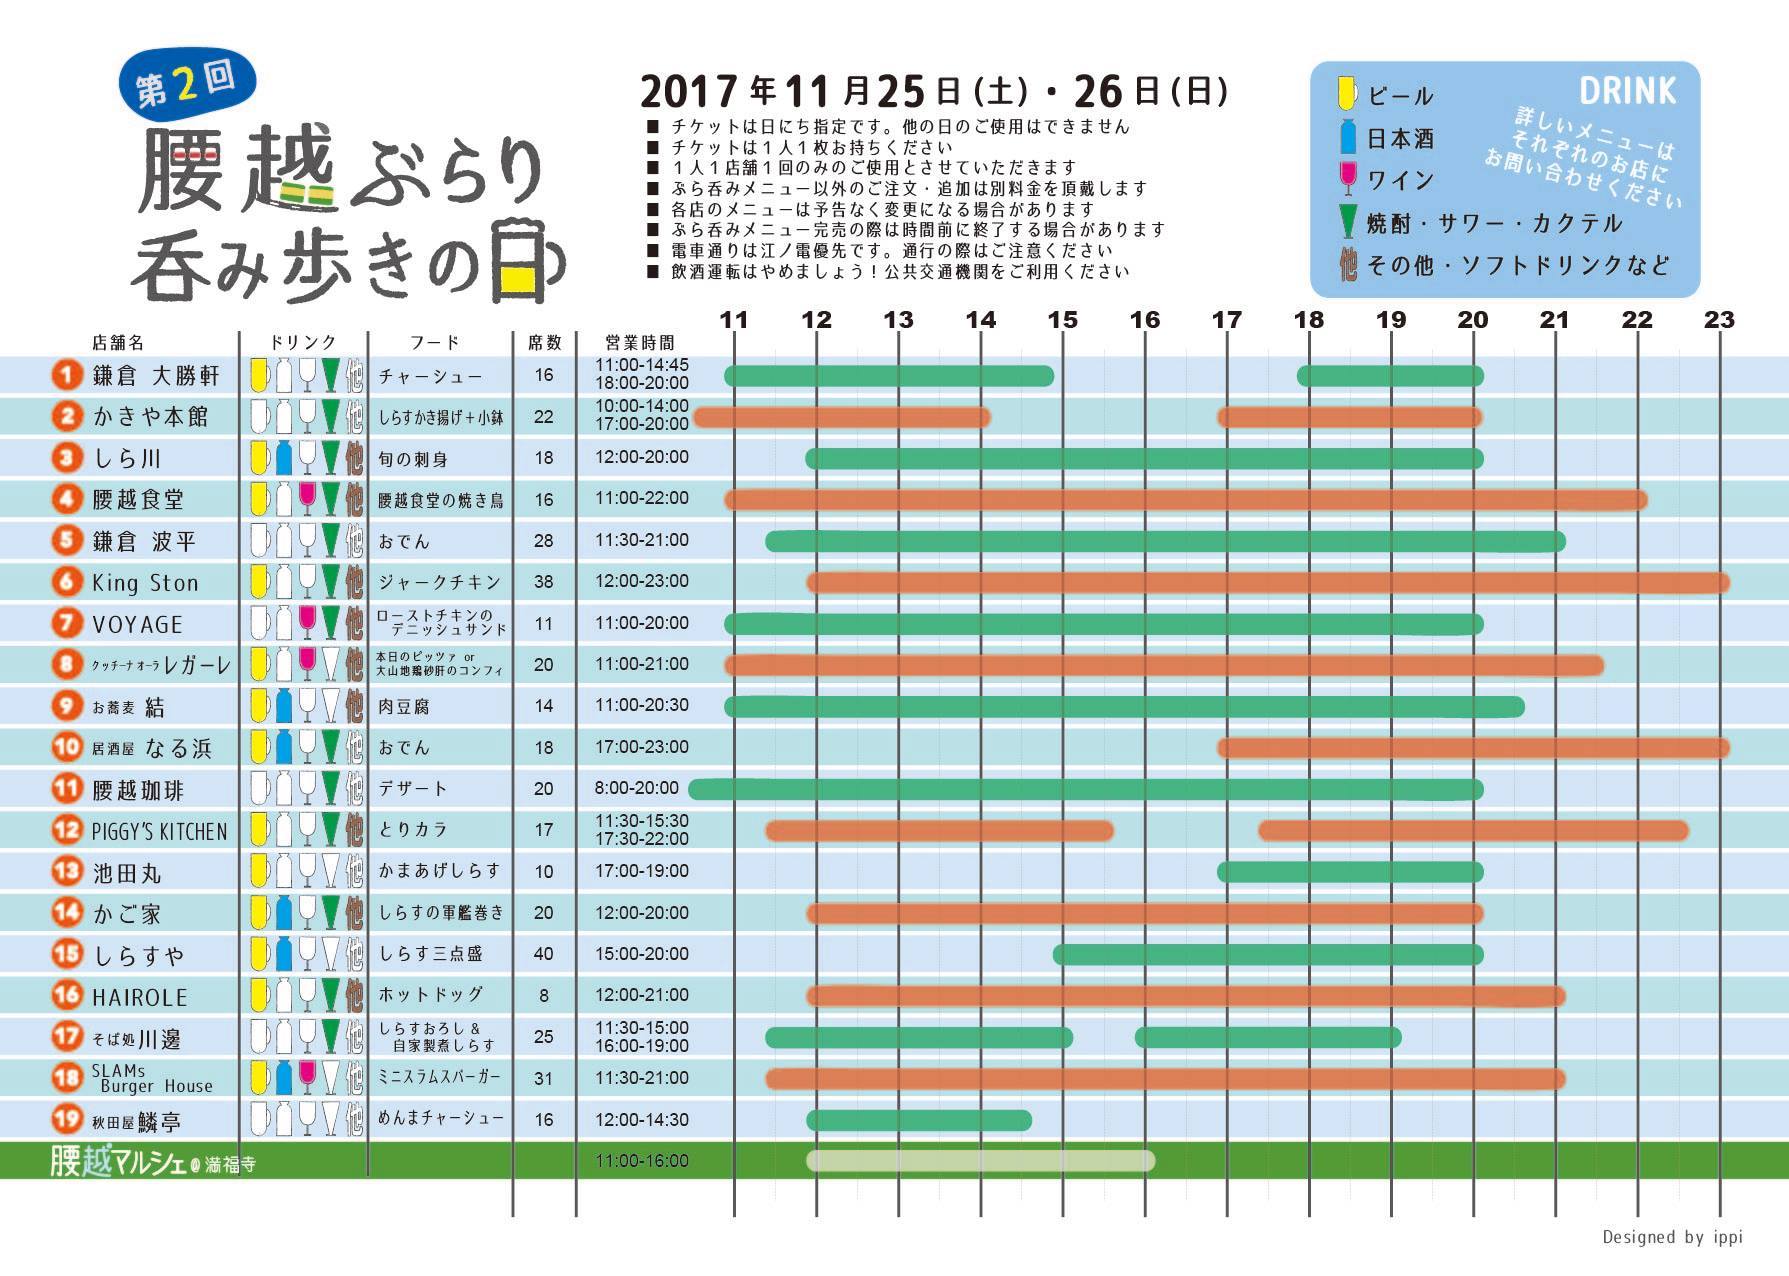 第2回
腰越ぶらり
呑み歩きの日
2017年11月25日(土)・26日(日)
■ チケットは日にち指定です。他の日のご使用はできません
■ チケットは1人1枚お持ちください
■ 1人1店舗1回のみのご使用とさせていただきます
■ ぶら呑みメニュー以外のご注文・追加は別料金を頂戴します
■ 各店のメニューは予告なく変更になる場合があります
■ ぶら呑みメニュー完売の際は時間前に終了する場合があります
■ 電車通りは江ノ電優先です。通行の際はご注意ください
■ 飲酒運転はやめましょう！公共交通機関をご利用ください
DRINK
詳しいメニューは
それぞれのお店に
お問い合わせください
ビール
日本酒
ワイン
焼酎・サワー・カクテル
他 その他・ソフトドリンクなど
11 12 13 14 15 16 17 18 19 20 21 22 23
店舗名 ドリンク フード 席数 営業時間
1 鎌倉 大勝軒 他 チャーシュー 16 11:00-14:45
18:00-20:00
2 かきや本館 他 しらすかき揚げ＋小鉢 22 10:00-14:00
17:00-20:00
3 しら川 他 旬の刺身 18 12:00-20:00
4 腰越食堂 他 腰越食堂の焼き鳥 16 11:00-22:00
5 鎌倉 波平 他 おでん 28 11:30-21:00
6 King Ston 他 ジャークチキン 38 12:00-23:00
7 VOYAGE 他 ローストチキンの
デニッシュサンド 11 11:00-20:00
8 クッチーナオーラレガーレ 他 本日のピッツァ or
大山地鶏砂肝のコンフィ 20 11:00-21:00
9 お蕎麦 結 他 肉豆腐 14 11:00-20:30
10 居酒屋 なる浜 他 おでん 18 17:00-23:00
11 腰越珈琲 他 デザート 20 8:00-20:00
12 PIGGY'S KITCHEN 他 とりカラ 17 11:30-15:30
17:30-22:00
13 池田丸 他 かまあげしらす 10 17:00-19:00
14 かご家 他 しらすの軍艦巻き 20 12:00-20:00
15 しらすや 他 しらす三点盛 40 15:00-20:00
16 HAIROLE 他 ホットドッグ 8 12:00-21:00
17 そば処川邊 他 しらすおろし &
自家製煮しらす 25 11:30-15:00
16:00-19:00
18 SLAMs
Burger House 他 ミニスラムスバーガー 31 11:30-21:00
19 秋田屋鱗亭 他 めんまチャーシュー 16 12:00-14:30
腰越マルシェ@満福寺 11:00-16:00
Designed by ippi